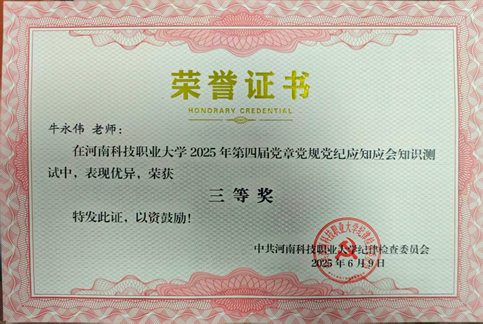 荣誉证书
HONORARY CREDENTIAL
牛永伟 老师：
在河南科技职业大学2025年第四届党章党规党纪应知应会知识测
试中，表现优异，荣获
三等奖
特发此证，以资鼓励！
中共河南科技职业大学纪律检查委员会
2025年6月9日